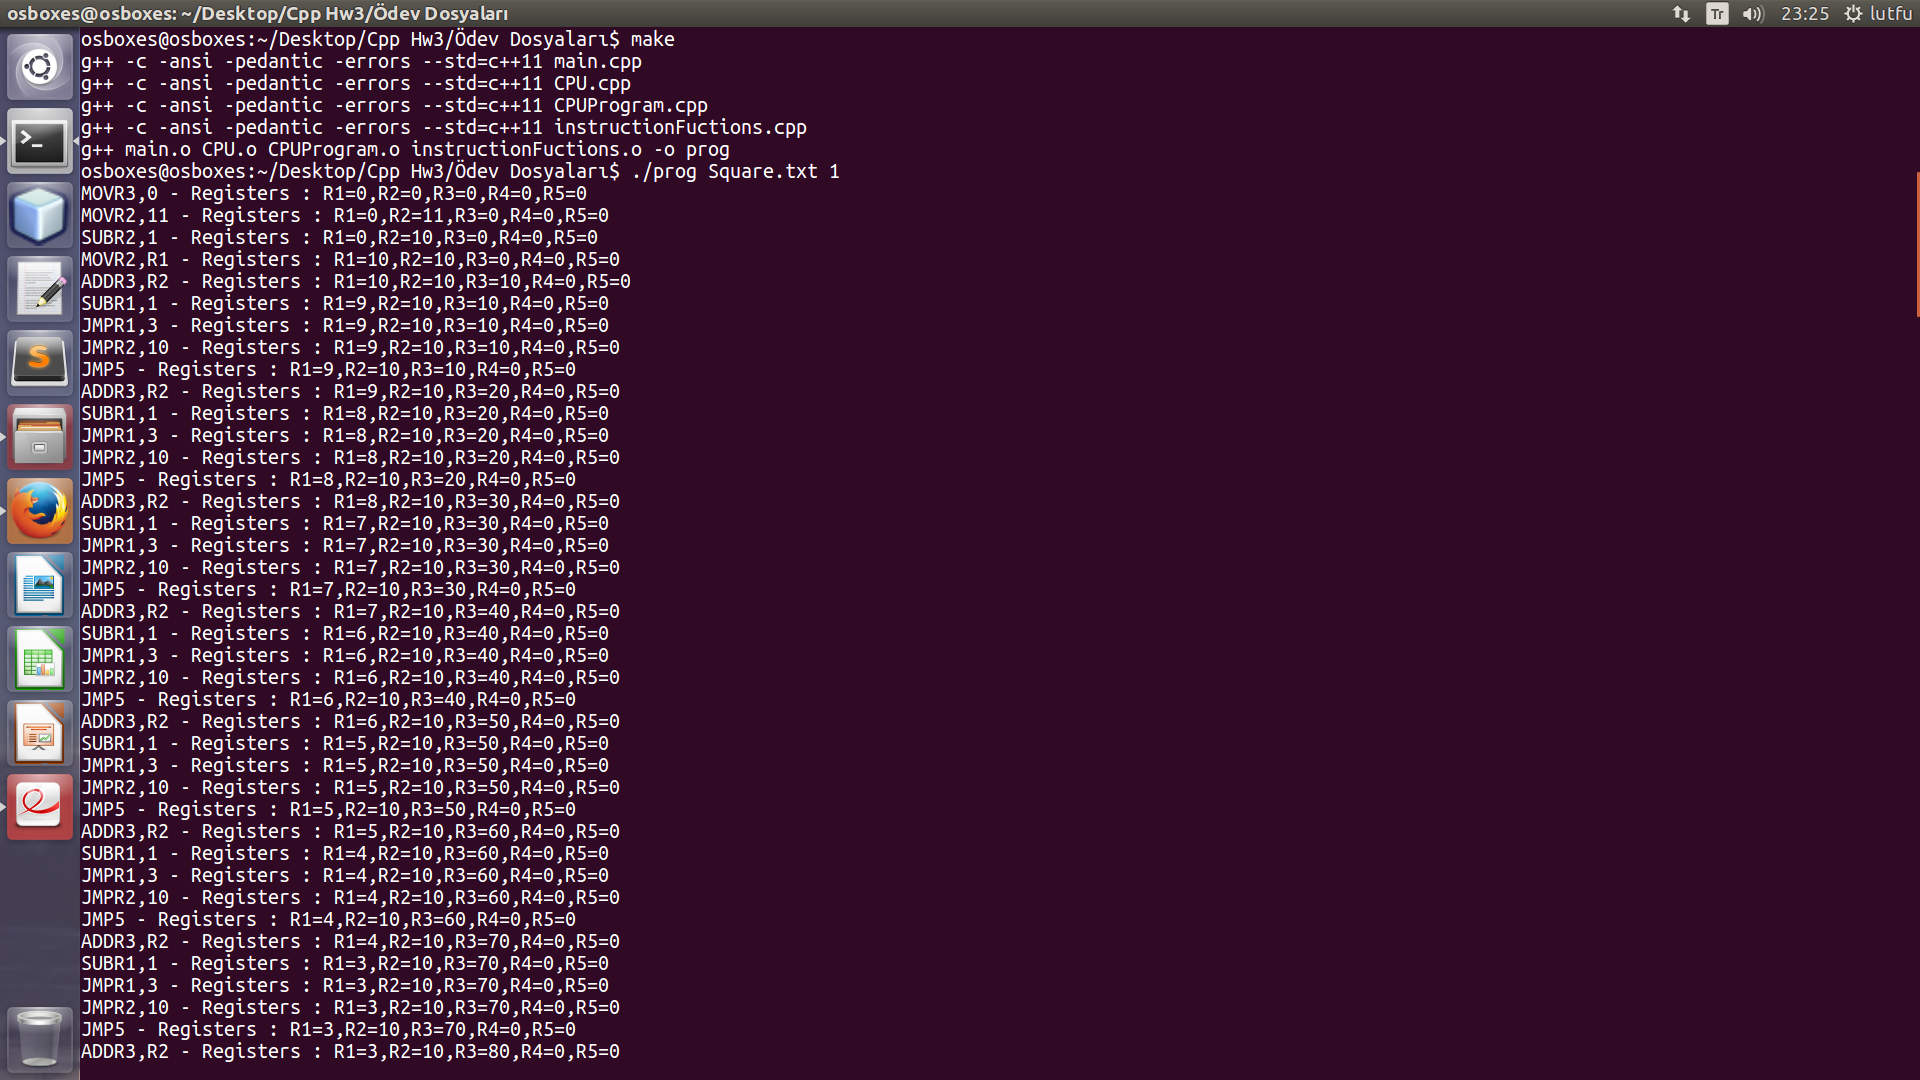 osboxes@osboxes: ~/Desktop/Cpp Hw3/Ödev Dosyaları
Tr
23:25
lutfu
osboxes@osboxes:~/Desktop/Cpp Hw3/Ödev Dosyaları$ make
g++ -c -ansi -pedantic -errors --std=c++11 main.cpp
g++ -c -ansi -pedantic -errors --std=c++11 CPU.cpp
g++ -c -ansi -pedantic -errors --std=c++11 CPUProgram.cpp
g++ -c -ansi -pedantic -errors --std=c++11 instructionFuctions.cpp
g++ main.o CPU.o CPUProgram.o instructionFuctions.o -o prog
osboxes@osboxes:~/Desktop/Cpp Hw3/Ödev Dosyaları$ ./prog Square.txt 1
MOVR3,0 - Registers : R1=0,R2=0,R3=0,R4=0,R5=0
MOVR2,11 - Registers : R1=0,R2=11,R3=0,R4=0,R5=0
SUBR2,1 - Registers : R1=0,R2=10,R3=0,R4=0,R5=0
MOVR2,R1 - Registers : R1=10,R2=10,R3=0,R4=0,R5=0
ADDR3,R2 - Registers : R1=10,R2=10,R3=10,R4=0,R5=0
SUBR1,1 - Registers : R1=9,R2=10,R3=10,R4=0,R5=0
JMPR1,3 - Registers : R1=9,R2=10,R3=10,R4=0,R5=0
JMPR2,10 - Registers : R1=9,R2=10,R3=10,R4=0,R5=0
JMP5 - Registers : R1=9,R2=10,R3=10,R4=0,R5=0
ADDR3,R2 - Registers : R1=9,R2=10,R3=20,R4=0,R5=0
SUBR1,1 - Registers : R1=8,R2=10,R3=20,R4=0,R5=0
JMPR1,3 - Registers : R1=8,R2=10,R3=20,R4=0,R5=0
JMPR2,10 - Registers : R1=8,R2=10,R3=20,R4=0,R5=0
JMP5 - Registers : R1=8,R2=10,R3=20,R4=0,R5=0
ADDR3,R2 - Registers : R1=8,R2=10,R3=30,R4=0,R5=0
SUBR1,1 - Registers : R1=7,R2=10,R3=30,R4=0,R5=0
JMPR1,3 - Registers : R1=7,R2=10,R3=30,R4=0,R5=0
JMPR2,10 - Registers : R1=7,R2=10,R3=30,R4=0,R5=0
JMP5 - Registers : R1=7,R2=10,R3=30,R4=0,R5=0
ADDR3,R2 - Registers : R1=7,R2=10,R3=40,R4=0,R5=0
SUBR1,1 - Registers : R1=6,R2=10,R3=40,R4=0,R5=0
JMPR1,3 - Registers : R1=6,R2=10,R3=40,R4=0,R5=0
JMPR2,10 - Registers : R1=6,R2=10,R3=40,R4=0,R5=0
JMP5 - Registers : R1=6,R2=10,R3=40,R4=0,R5=0
ADDR3,R2 - Registers : R1=6,R2=10,R3=50,R4=0,R5=0
SUBR1,1 - Registers : R1=5,R2=10,R3=50,R4=0,R5=0
JMPR1,3 - Registers : R1=5,R2=10,R3=50,R4=0,R5=0
JMPR2,10 - Registers : R1=5,R2=10,R3=50,R4=0,R5=0
JMP5 - Registers : R1=5,R2=10,R3=50,R4=0,R5=0
ADDR3,R2 - Registers : R1=5,R2=10,R3=60,R4=0,R5=0
SUBR1,1 - Registers : R1=4,R2=10,R3=60,R4=0,R5=0
JMPR1,3 - Registers : R1=4,R2=10,R3=60,R4=0,R5=0
JMPR2,10 - Registers : R1=4,R2=10,R3=60,R4=0,R5=0
JMP5 - Registers : R1=4,R2=10,R3=60,R4=0,R5=0
ADDR3,R2 - Registers : R1=4,R2=10,R3=70,R4=0,R5=0
SUBR1,1 - Registers : R1=3,R2=10,R3=70,R4=0,R5=0
JMPR1,3 - Registers : R1=3,R2=10,R3=70,R4=0,R5=0
JMPR2,10 - Registers : R1=3,R2=10,R3=70,R4=0,R5=0
JMP5 - Registers : R1=3,R2=10,R3=70,R4=0,R5=0
ADDR3,R2 - Registers : R1=3,R2=10,R3=80,R4=0,R5=0